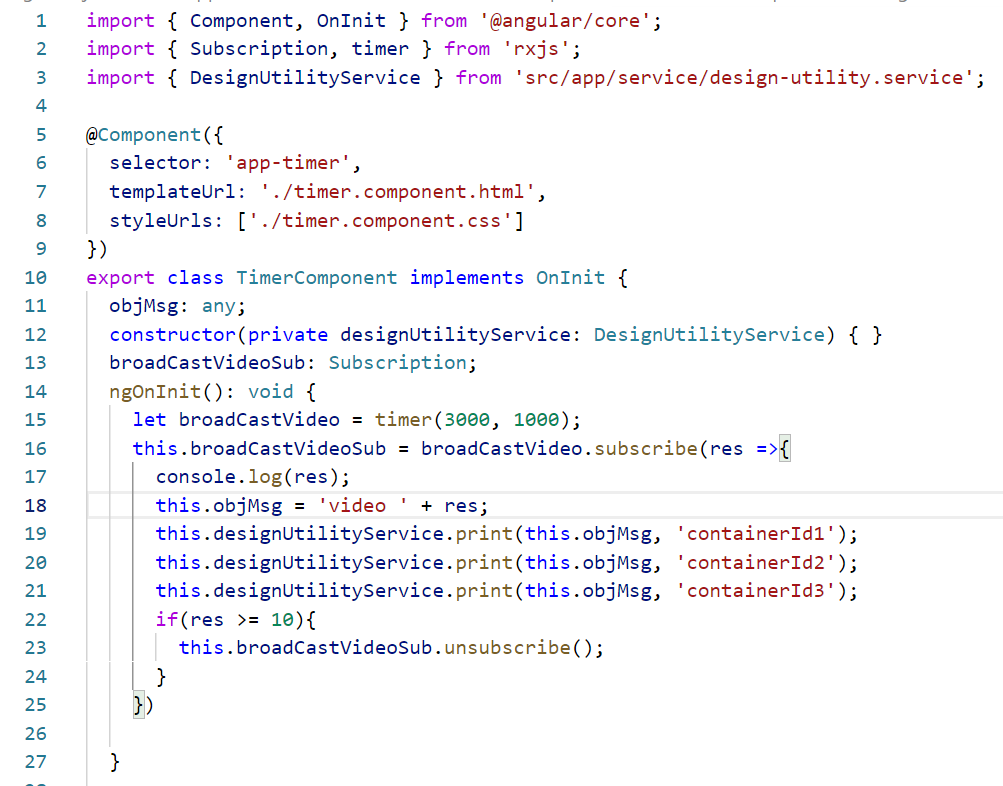 1 import { Component, OnInit } from '@angular/core';
2 import { Subscription, timer } from 'rxjs';
3 import { DesignUtilityService } from 'src/app/service/design-utility.service';
4
5 @Component({
6   selector: 'app-timer',
7   templateUrl: './timer.component.html',
8   styleUrls: ['./timer.component.css']
9 })
10 export class TimerComponent implements OnInit {
11   objMsg: any;
12   constructor(private designUtilityService: DesignUtilityService) { }
13   broadCastVideoSub: Subscription;
14   ngOnInit(): void {
15     let broadCastVideo = timer(3000, 1000);
16     this.broadCastVideoSub = broadCastVideo.subscribe(res =>{
17       console.log(res);
18       this.objMsg = 'video ' + res;
19       this.designUtilityService.print(this.objMsg, 'containerId1');
20       this.designUtilityService.print(this.objMsg, 'containerId2');
21       this.designUtilityService.print(this.objMsg, 'containerId3');
22       if(res >= 10){
23         this.broadCastVideoSub.unsubscribe();
24       }
25     })
26
27   }